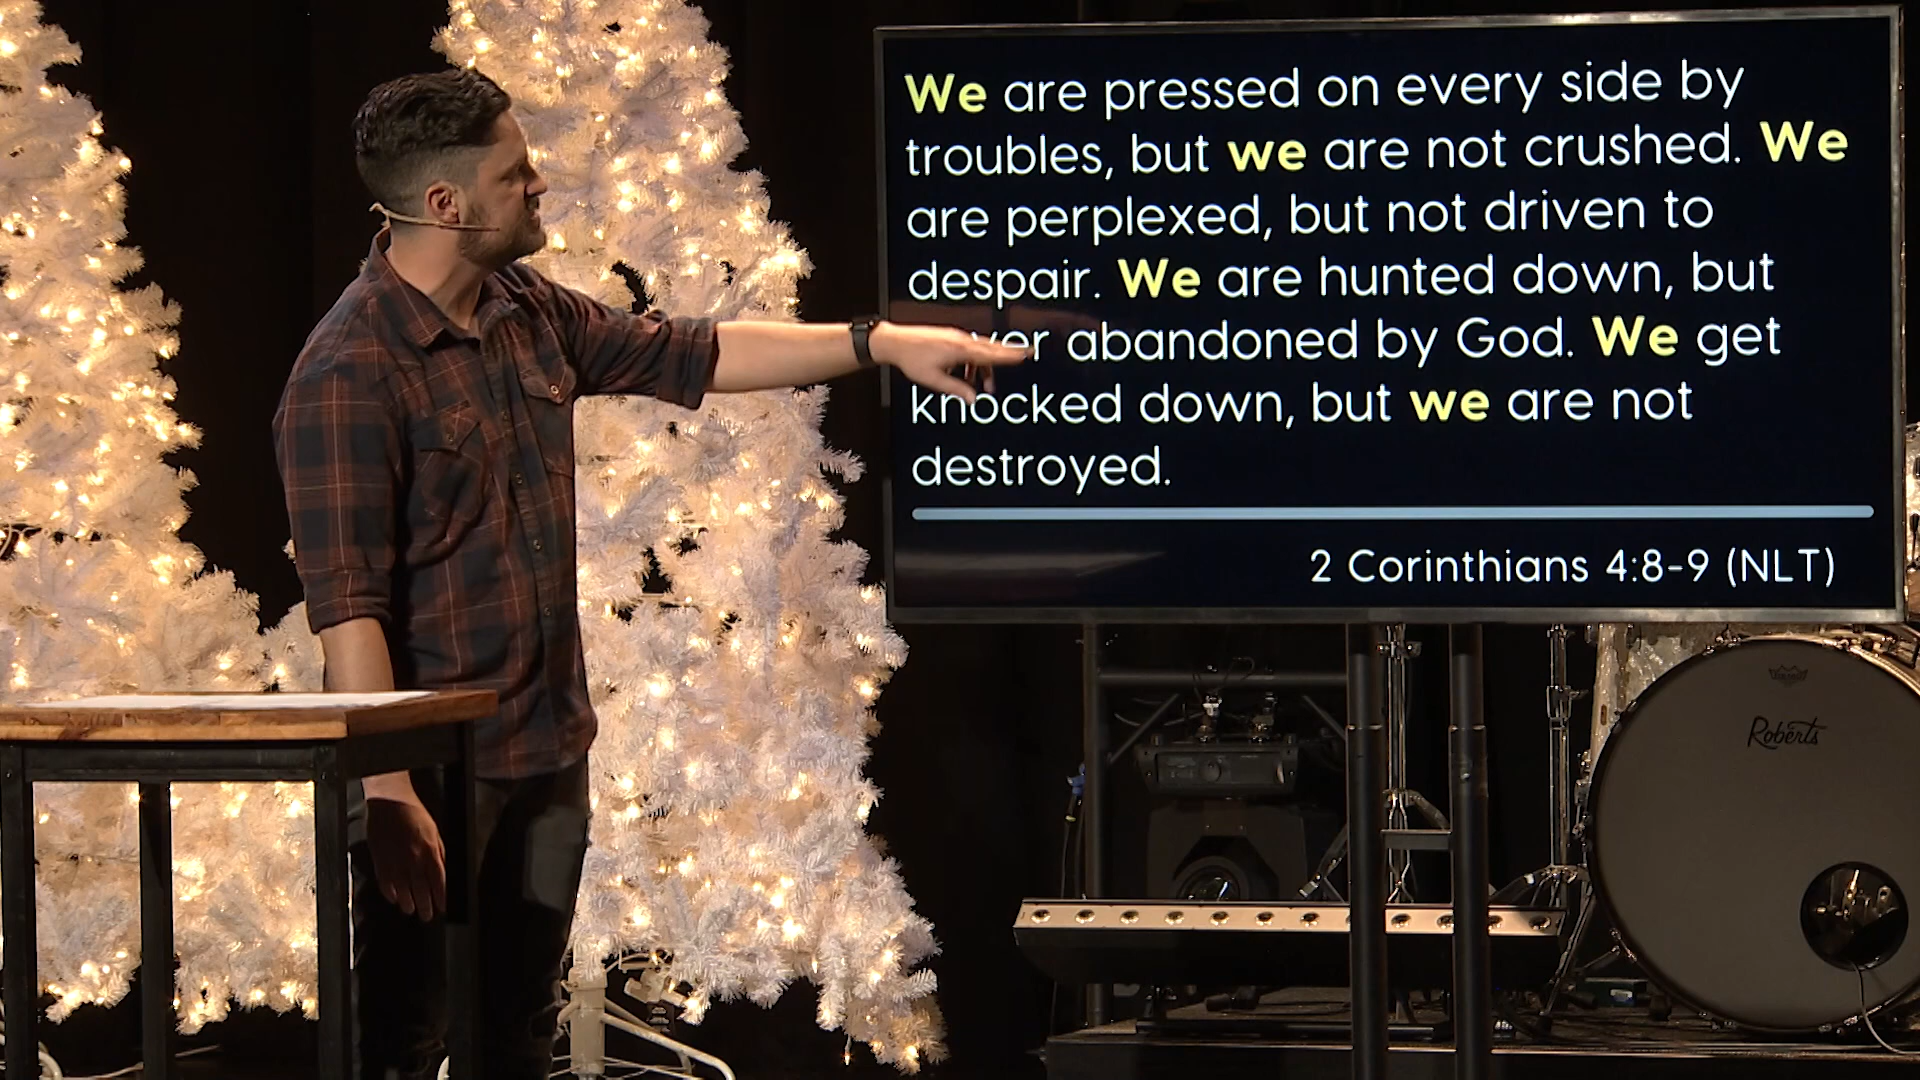 We are pressed on every side by
troubles, but we are not crushed. We
are perplexed, but not driven to
despair. We are hunted down, but
abandoned by God. We get
knocked down, but we are not
destroyed.
2 Corinthians 4:8-9 (NLT)
REMO
Roberts